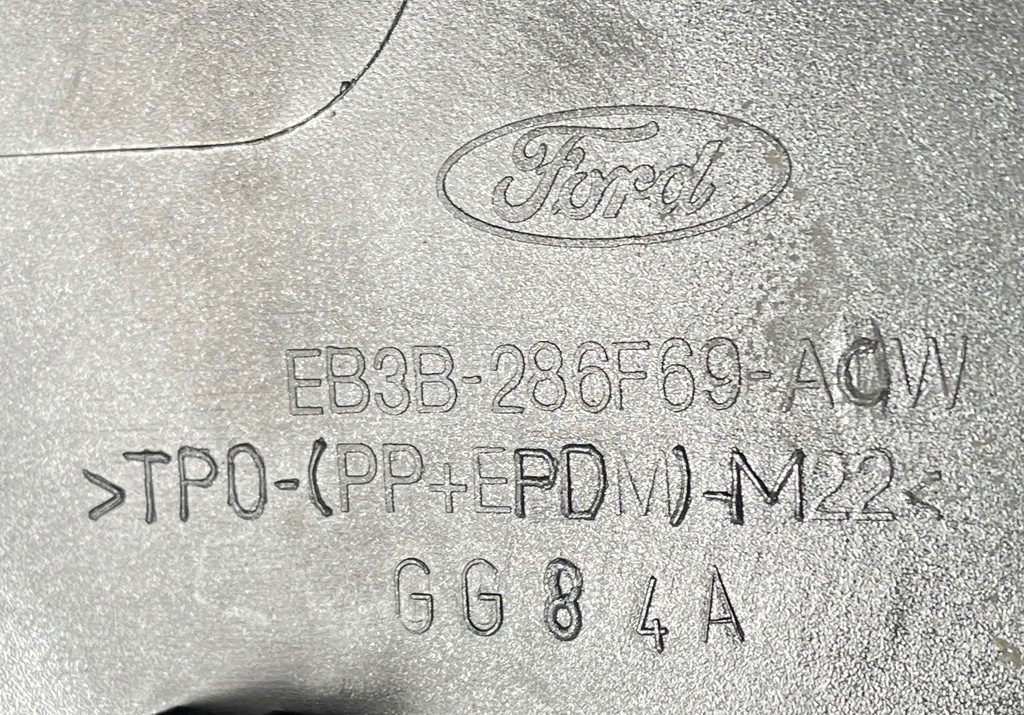 Ford
EB3B-286F69-ACW
>TPO-(PP+EPDM)-M22<
GG84A